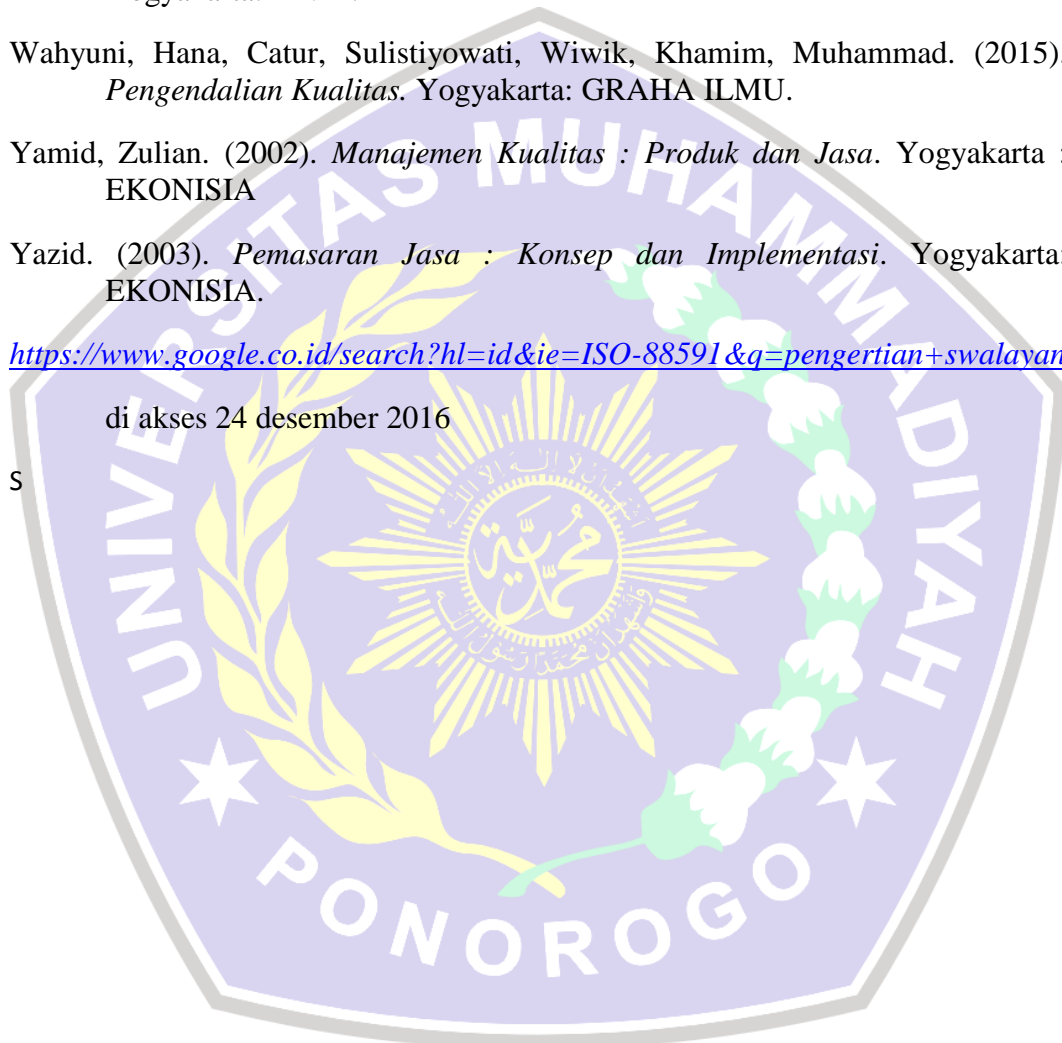 Wahyuni, Hana, Catur, Sulistiyowati, Wiwik, Khamim, Muhammad. (2015).
Pengendalian Kualitas. Yogyakarta: GRAHA ILMU.
Yamid, Zulian. (2002). Manajemen Kualitas : Produk dan Jasa. Yogyakarta :
EKONISIA
Yazid. (2003). Pemasaran Jasa : Konsep dan Implementasi. Yogyakarta:
EKONISIA.
https://www.google.co.id/search?hl=id&ie=ISO-88591&q=pengertian+swalayan
di akses 24 desember 2016
S
UNIVERSITAS MUHAMMADIYAH
PONOROGO
محمدية